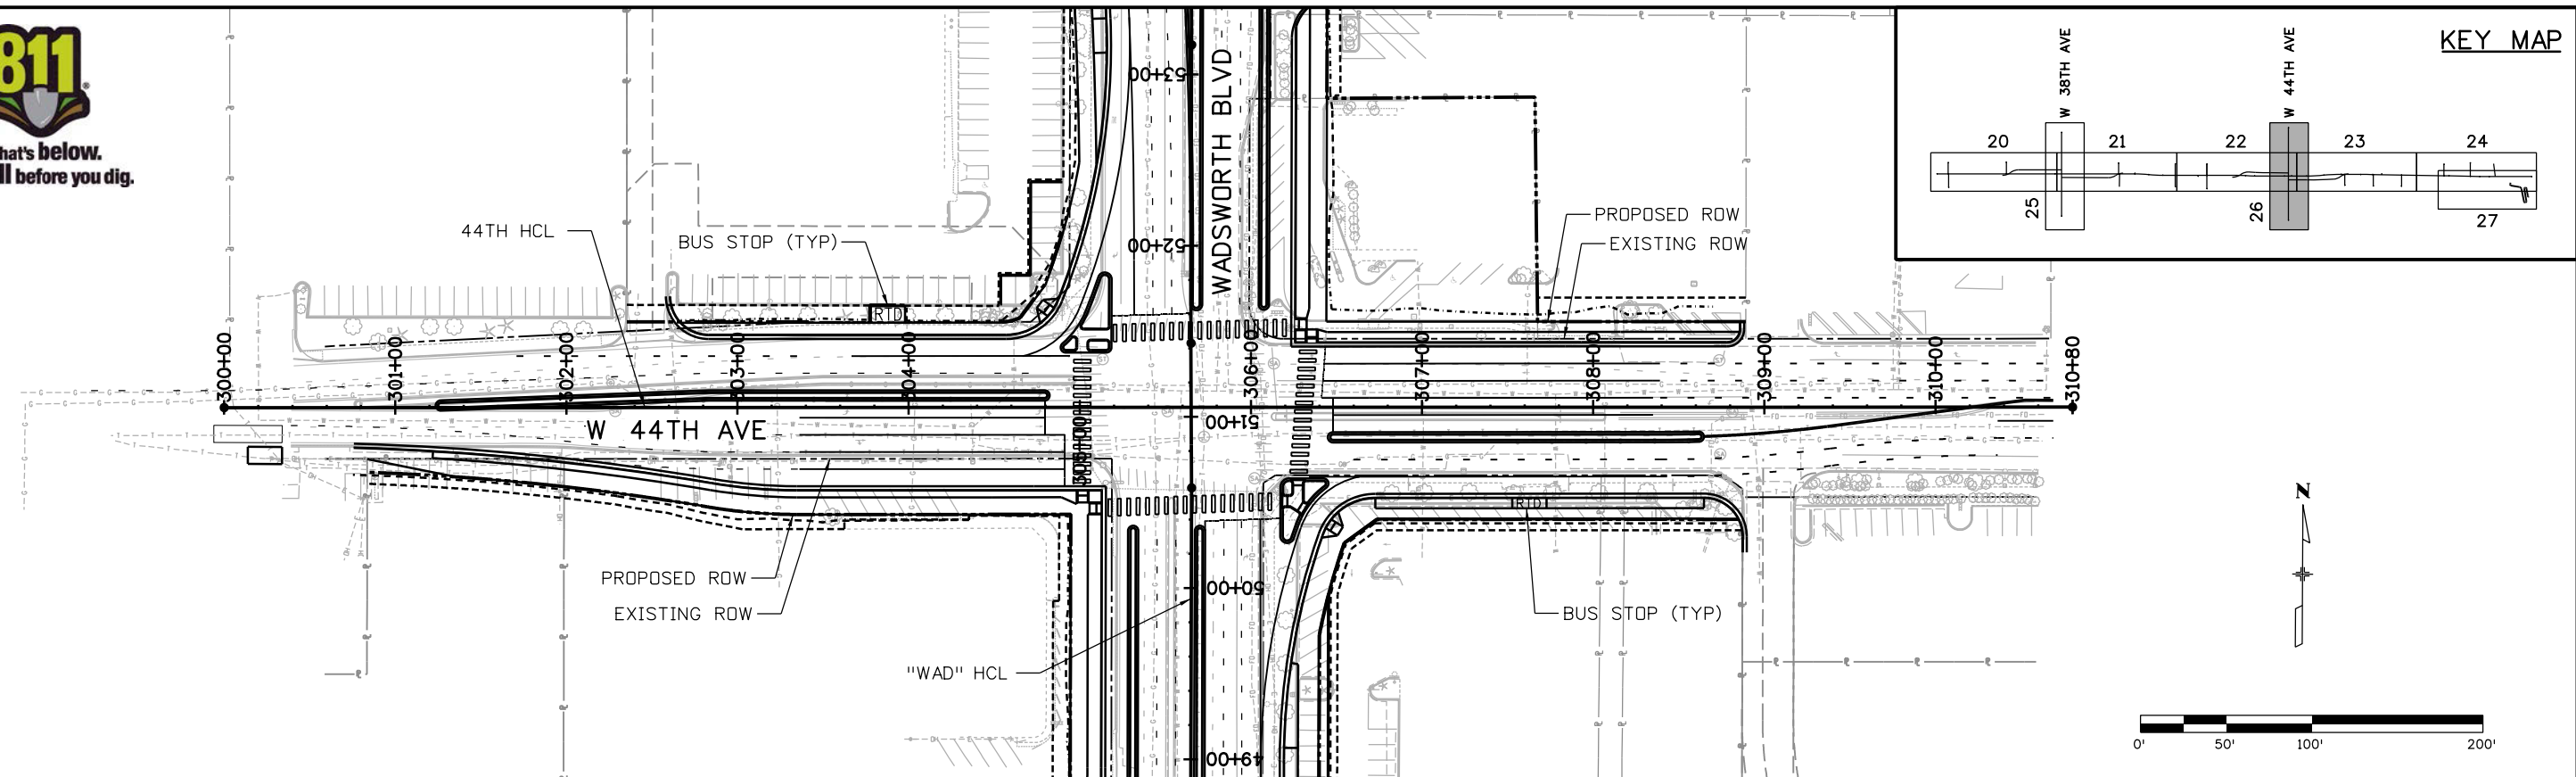 811
®
hat's below.
ll before you dig.
KEY MAP
W 38TH AVE
W 44TH AVE
20
21
22
23
24
25
26
27
53+00
WADSWORTH BLVD
52+00
44TH HCL
BUS STOP (TYP)
RTD
PROPOSED ROW
EXISTING ROW
300+00
301+00
302+00
303+00
304+00
306+00
307+00
308+00
309+00
310+00
310+80
W 44TH AVE
51+00
RTD
PROPOSED ROW
EXISTING ROW
50+00
BUS STOP (TYP)
"WAD" HCL
49+00
N
0'
50'
100'
200'